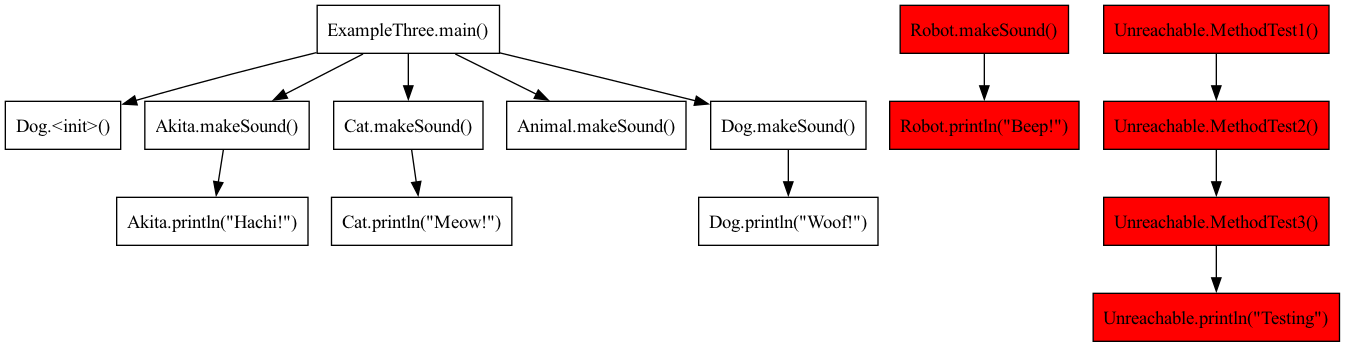 ExampleThree.main()
Robot.makeSound()
Unreachable.MethodTest1()
Dog.<init>()
Akita.makeSound()
Cat.makeSound()
Animal.makeSound()
Dog.makeSound()
Robot.println("Beep!")
Unreachable.MethodTest2()
Akita.println("Hachi!")
Cat.println("Meow!")
Dog.println("Woof!")
Unreachable.MethodTest3()
Unreachable.println("Testing")